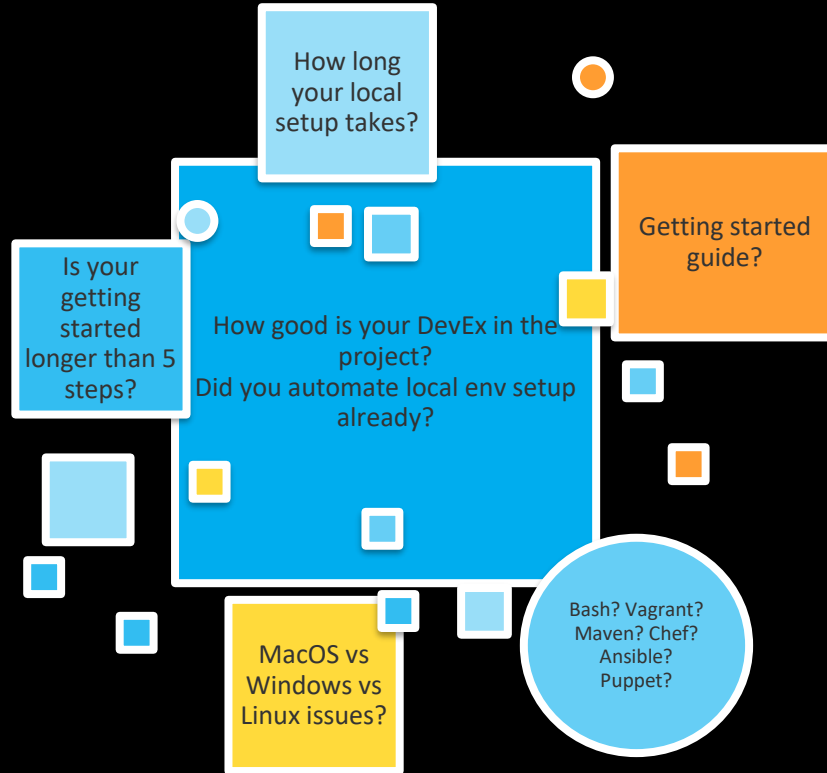 How long
your local
setup takes?
Getting started
guide?
Is your
getting
started
longer than 5
steps?
How good is your DevEx in the
project?
Did you automate local env setup
already?
Bash? Vagrant?
Maven? Chef?
Ansible?
Puppet?
MacOS vs
Windows vs
Linux issues?